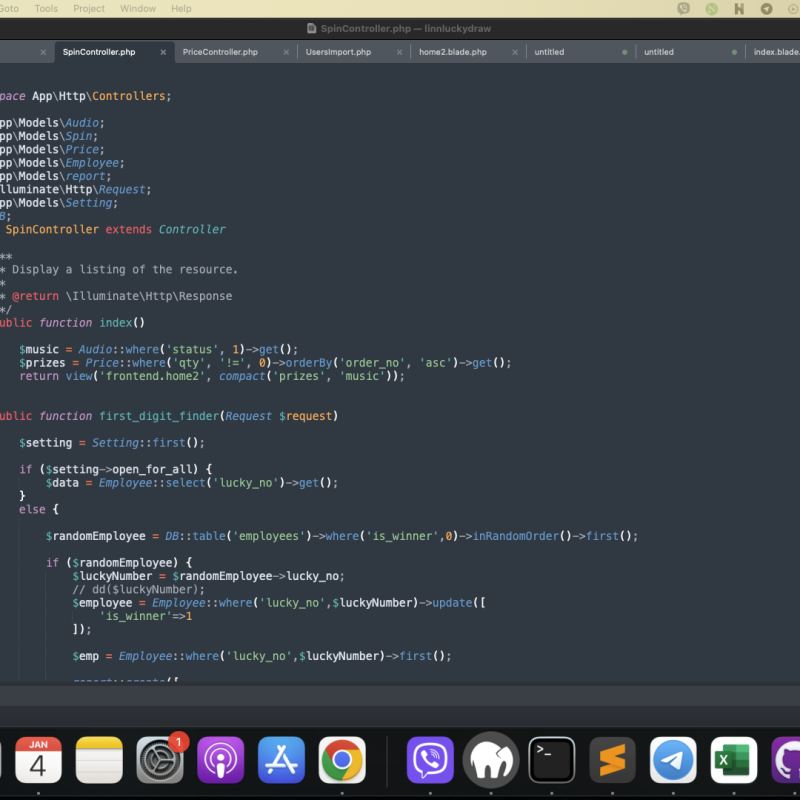 Goto Tools Project Window Help
SpinController.php — linnluckydraw
SpinController.php × PriceController.php × UsersImport.php × home2.blade.php × untitled untitled index.blade.
pace App\Http\Controllers;
pp\Models\Audio;
pp\Models\Spin;
pp\Models\Price;
pp\Models\Employee;
pp\Models\report;
lluminate\Http\Request;
pp\Models\Setting;
B;
SpinController extends Controller
**
* Display a listing of the resource.
*
* @return \Illuminate\Http\Response
*/
ublic function index()
$music = Audio::where('status', 1)->get();
$prizes = Price::where('qty', '!=', 0)->orderBy('order_no', 'asc')->get();
return view('frontend.home2', compact('prizes', 'music'));
ublic function first_digit_finder(Request $request)
$setting = Setting::first();
if ($setting->open_for_all) {
$data = Employee::select('lucky_no')->get();
}
else {
$randomEmployee = DB::table('employees')->where('is_winner',0)->inRandomOrder()->first();
if ($randomEmployee) {
$luckyNumber = $randomEmployee->lucky_no;
// dd($luckyNumber);
$employee = Employee::where('lucky_no',$luckyNumber)->update([
'is_winner'=>1
]);
$emp = Employee::where('lucky_no',$luckyNumber)->first();
report::create([
JAN
4
1
>_
X